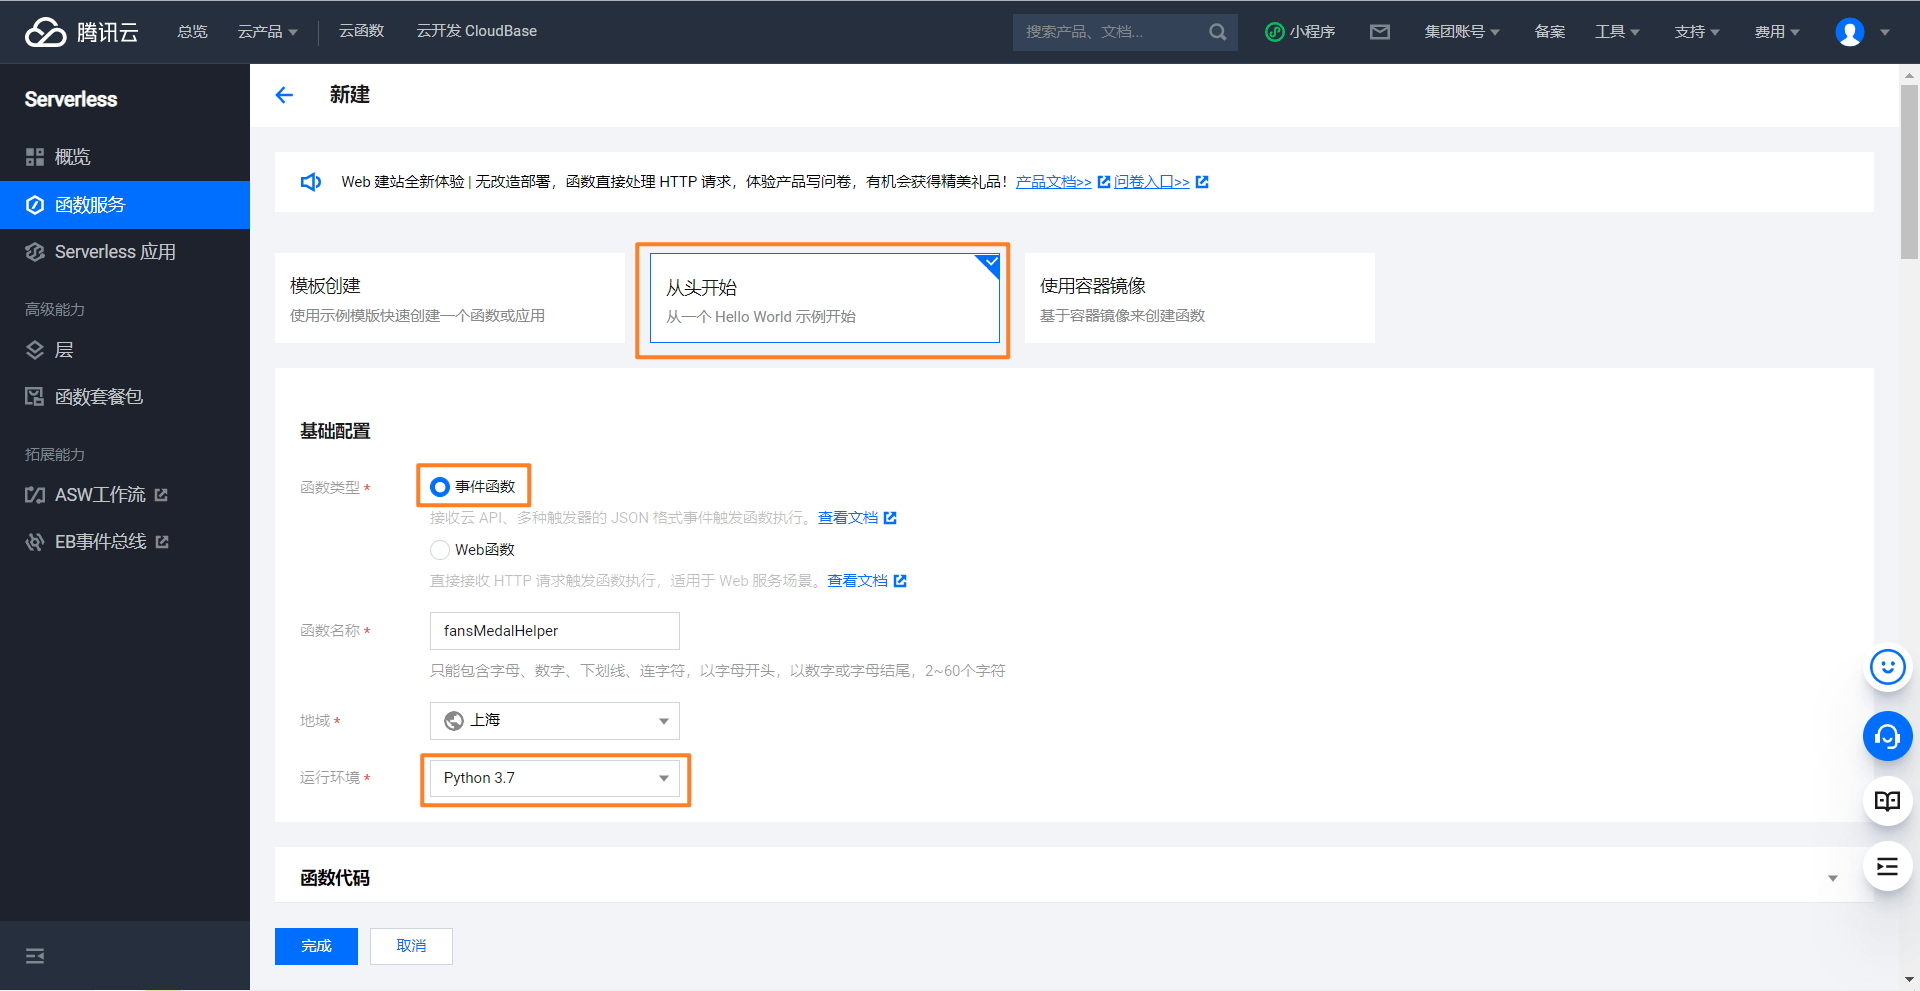 腾讯云
总览
云产品
云函数
云开发 CloudBase
搜索产品、文档...
小程序
集团账号
备案
工具
支持
费用
Serverless
概览
函数服务
Serverless 应用
高级能力
层
函数套餐包
拓展能力
ASW工作流
EB事件总线
新建
Web 建站全新体验 | 无改造部署，函数直接处理 HTTP 请求，体验产品写问卷，有机会获得精美礼品！ 产品文档>> 问卷入口>>
模板创建
使用示例模版快速创建一个函数或应用
从头开始
从一个 Hello World 示例开始
使用容器镜像
基于容器镜像来创建函数
基础配置
函数类型 *
事件函数
接收云 API、多种触发器的 JSON 格式事件触发函数执行。 查看文档
Web函数
直接接收 HTTP 请求触发函数执行，适用于 Web 服务场景。 查看文档
函数名称 *
fansMedalHelper
只能包含字母、数字、下划线、连字符，以字母开头，以数字或字母结尾，2~60个字符
地域 *
上海
运行环境 *
Python 3.7
函数代码
完成
取消